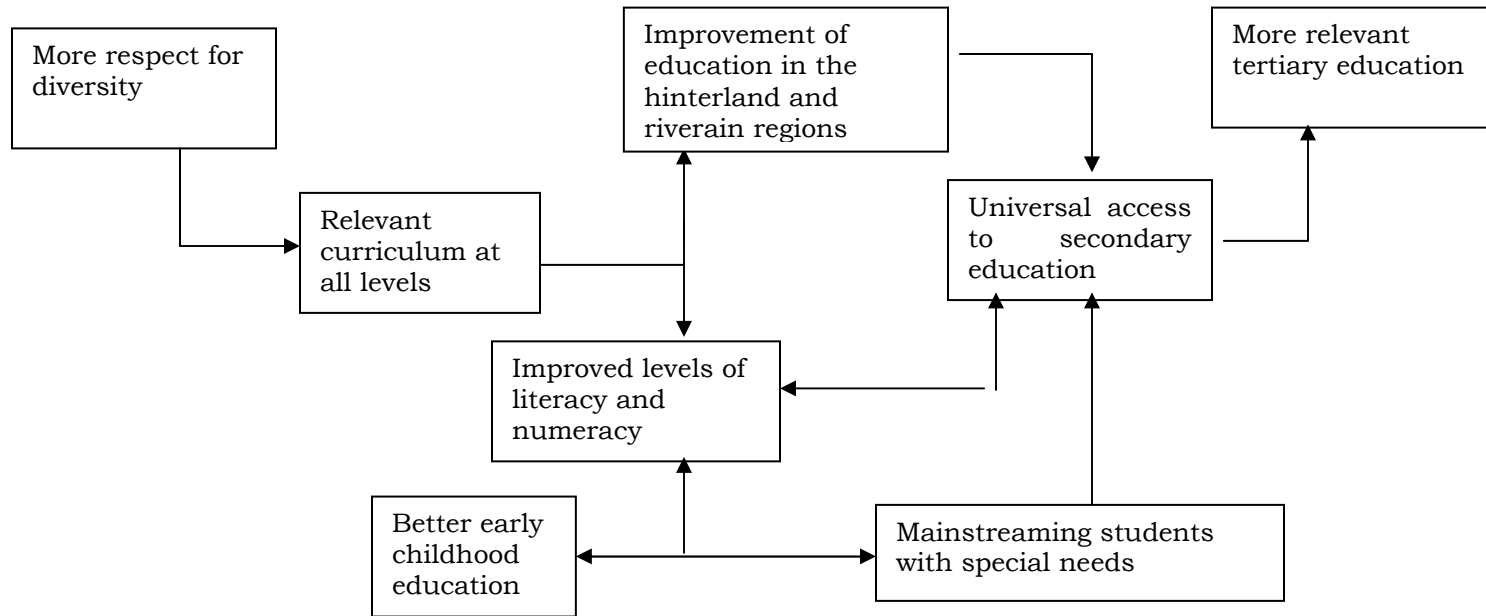 More respect for
diversity
Improvement of
education in the
hinterland and
riverain regions
More relevant
tertiary education
Relevant
curriculum at
all levels
Universal access
to secondary
education
Improved levels of
literacy and
numeracy
Better early
childhood
education
Mainstreaming students
with special needs